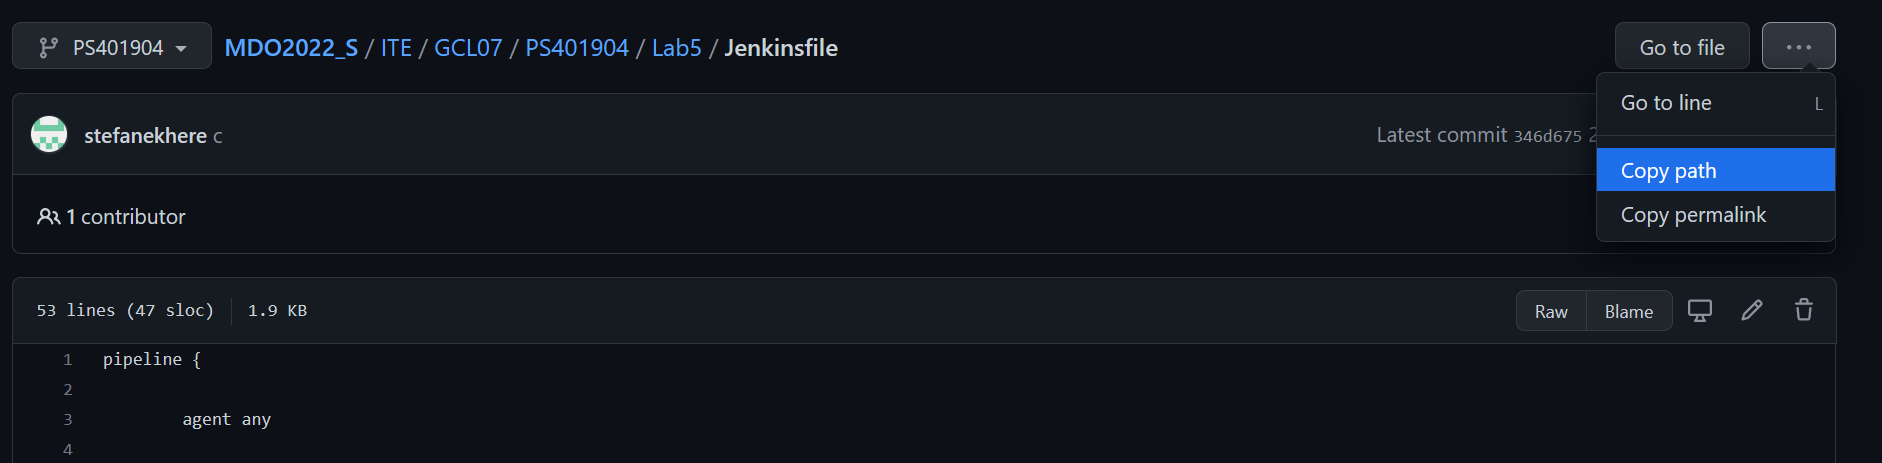 PS401904 MDO2022_S / ITE / GCL07 / PS401904 / Lab5 / Jenkinsfile Go to file ...
Go to line L
stefanekhere c Latest commit 346d675 2
Copy path
Copy permalink
1 contributor
53 lines (47 sloc) 1.9 KB Raw Blame
1 pipeline {
2
3 agent any
4